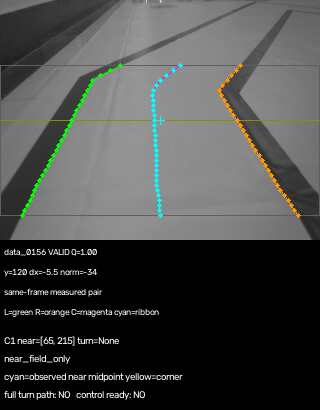 data_0156 VALID Q=1.00
y=120 dx=-5.5 norm=-34
same-frame measured pair
L=green R=orange C=magenta cyan=ribbon
C1 near=[65, 215] turn=None
near_field_only
cyan=observed near midpoint yellow=corner
full turn path: NO control ready: NO